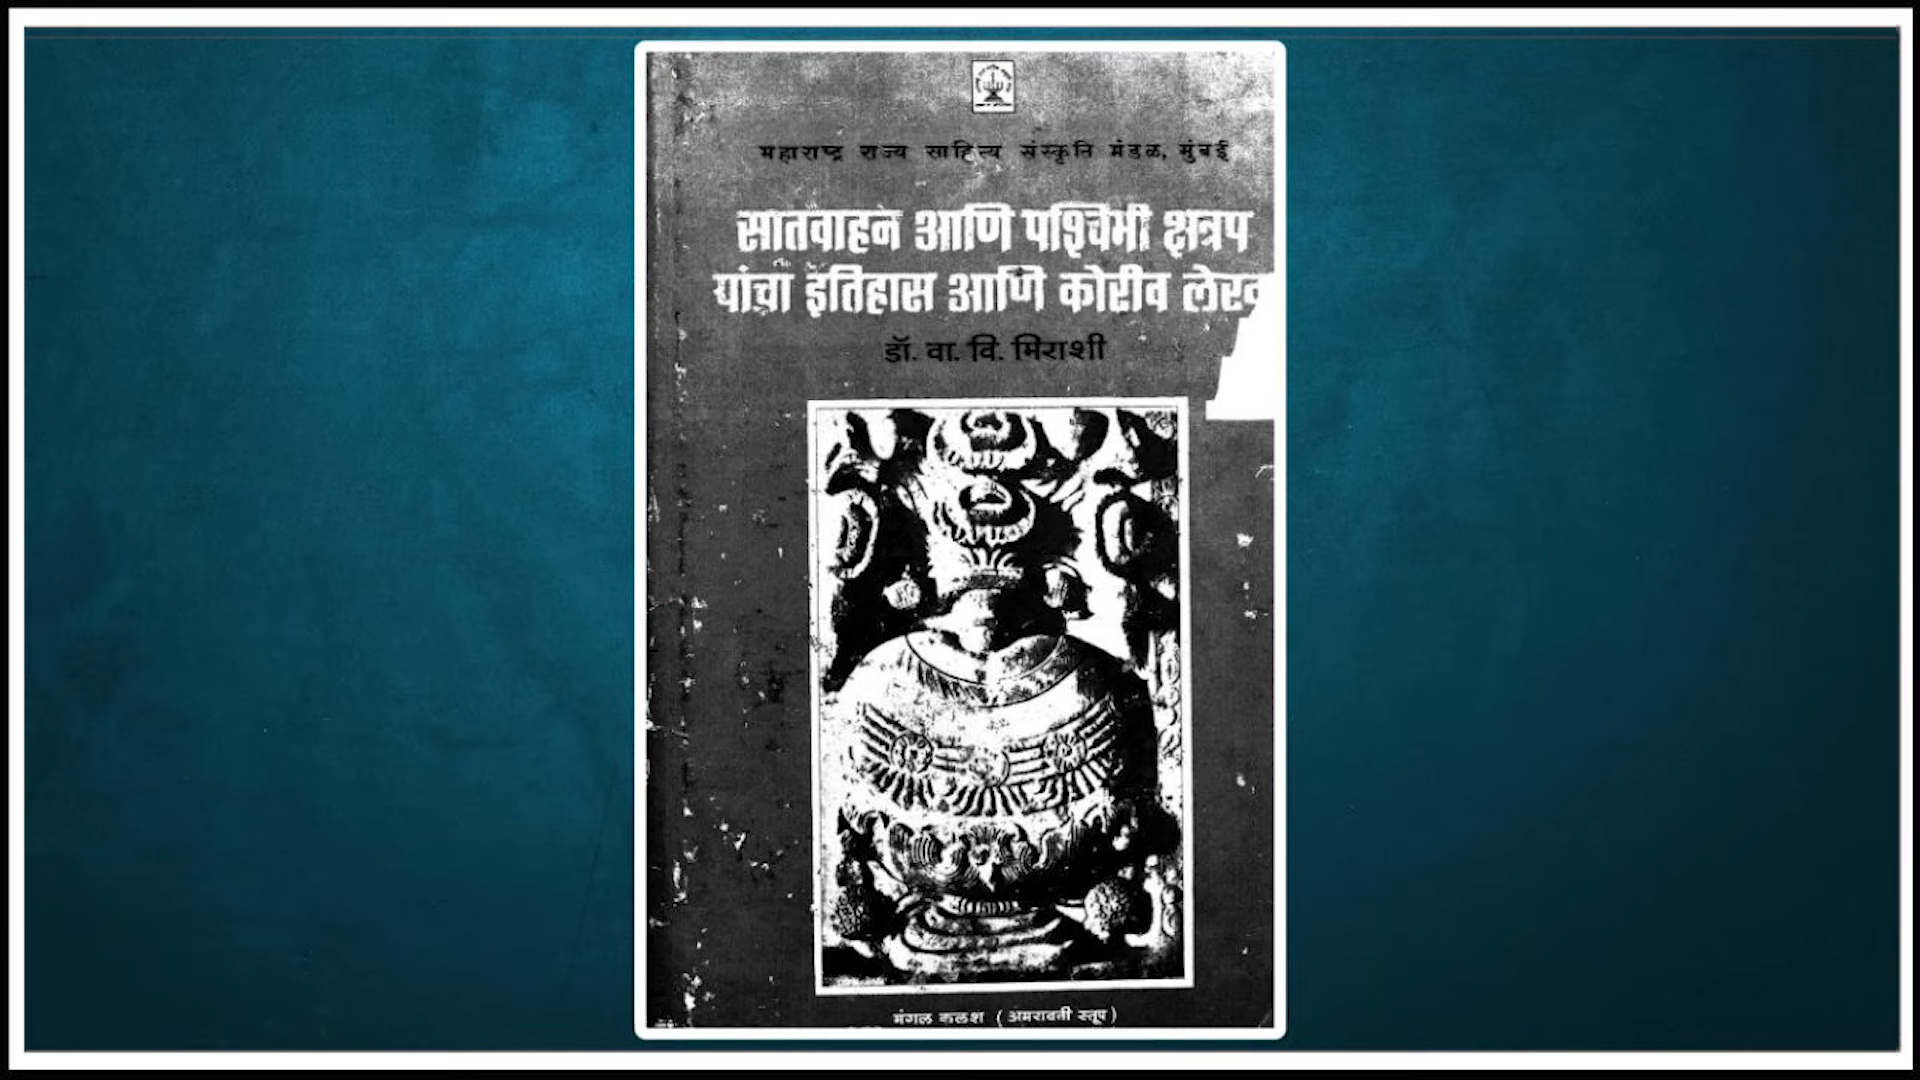 महाराष्ट्र राज्य साहित्य संस्कृति मंडळ, मुंबई
सातवाहन आणि पश्चिमी क्षत्रप
यांचा इतिहास आणि कोरीव लेख
डॉ. वा. वि. मिराशी
मंगल कलश (अमरावती स्तूप)